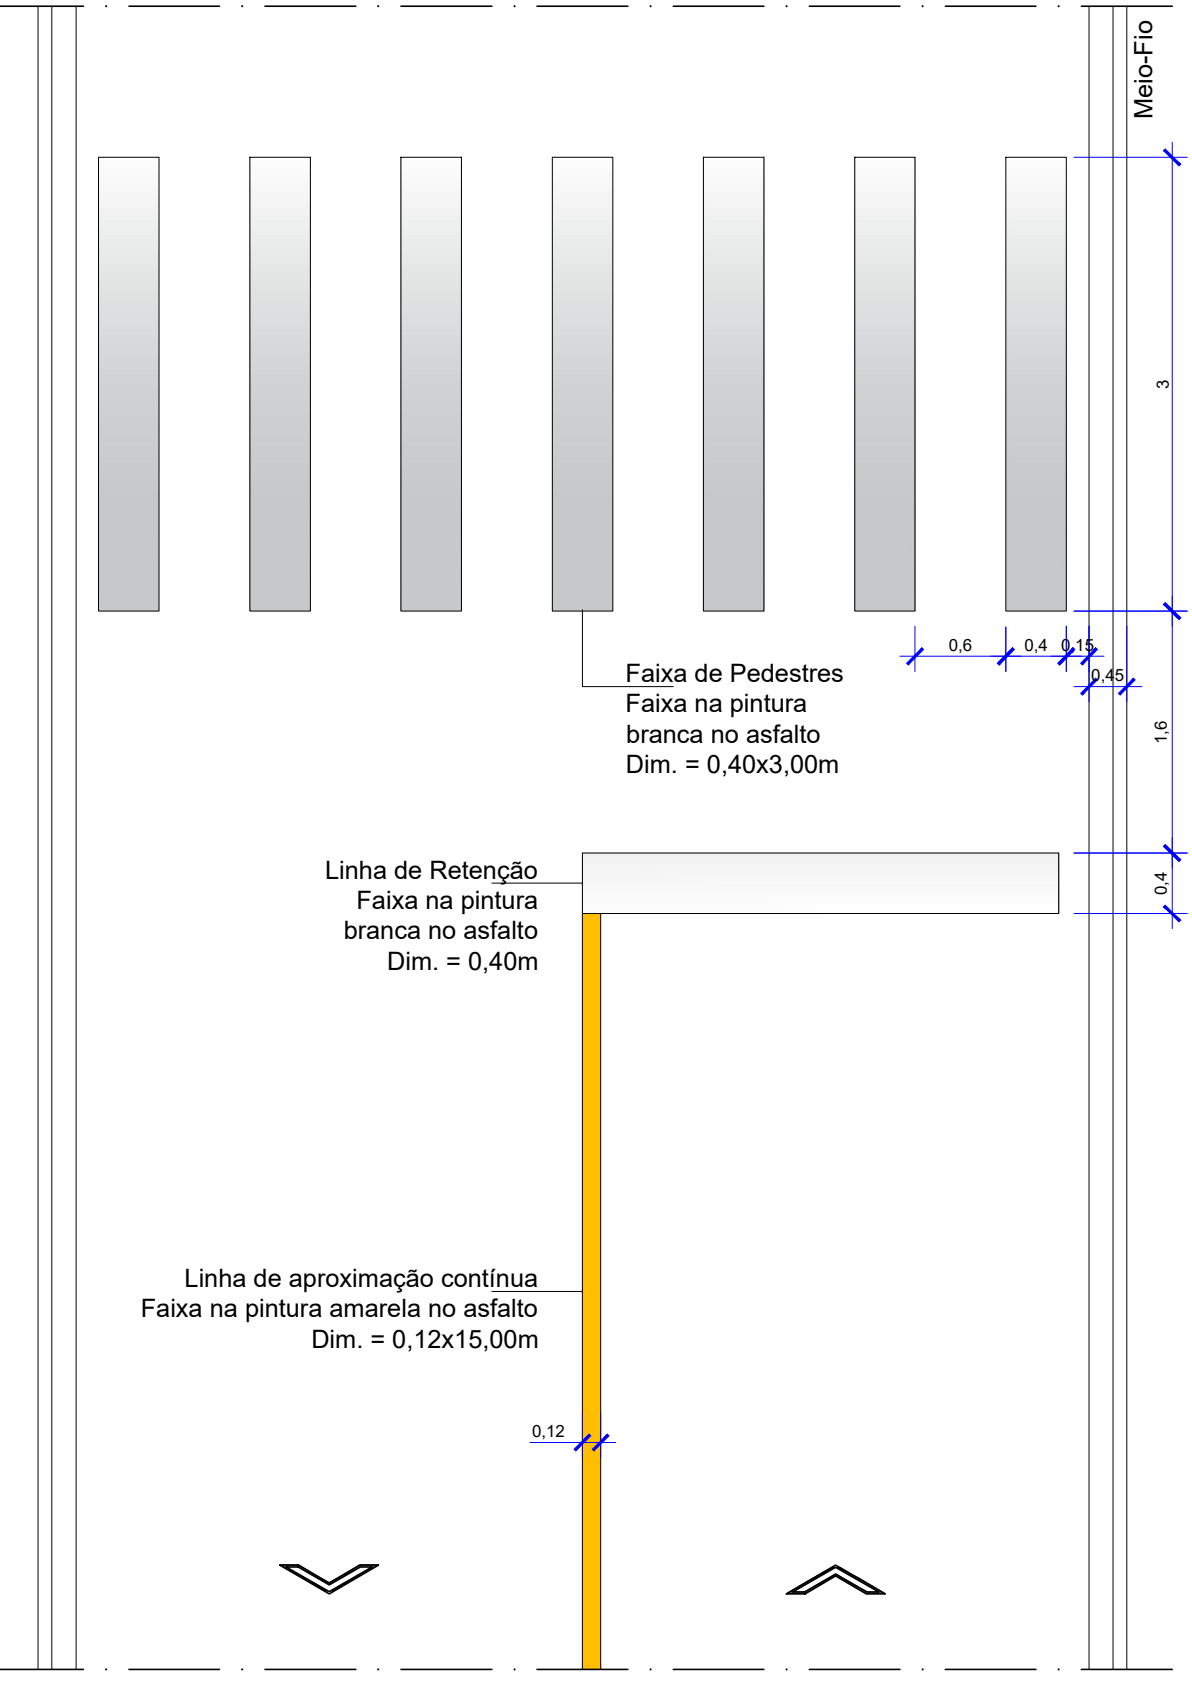 Meio-Fio
3
0,6
0,4
0,15
0,45
Faixa de Pedestres
Faixa na pintura
branca no asfalto
Dim. = 0,40x3,00m
1,6
Linha de Retenção
Faixa na pintura
branca no asfalto
Dim. = 0,40m
0,4
Linha de aproximação contínua
Faixa na pintura amarela no asfalto
Dim. = 0,12x15,00m
0,12